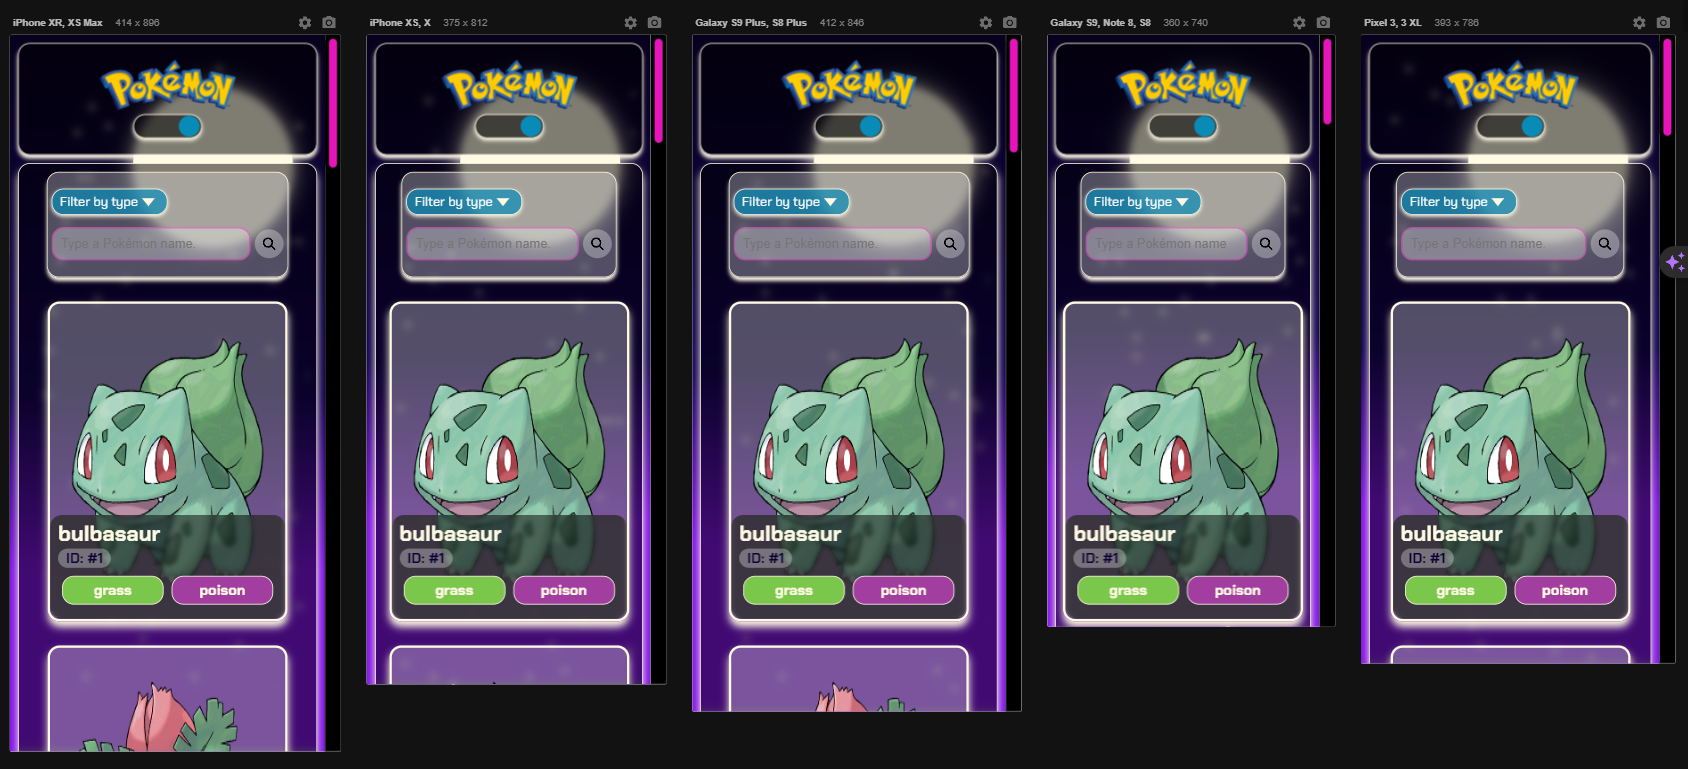 iPhone XR, XS Max 414 x 896
POKéMON
Filter by type
Type a Pokémon name.
bulbasaur
ID: #1
grass poison
iPhone XS, X 375 x 812
POKéMON
Filter by type
Type a Pokémon name.
bulbasaur
ID: #1
grass poison
Galaxy S9 Plus, S8 Plus 412 x 846
POKéMON
Filter by type
Type a Pokémon name.
bulbasaur
ID: #1
grass poison
Galaxy S9, Note 8, S8 360 x 740
POKéMON
Filter by type
Type a Pokémon name
bulbasaur
ID: #1
grass poison
Pixel 3, 3 XL 393 x 786
POKéMON
Filter by type
Type a Pokémon name.
bulbasaur
ID: #1
grass poison